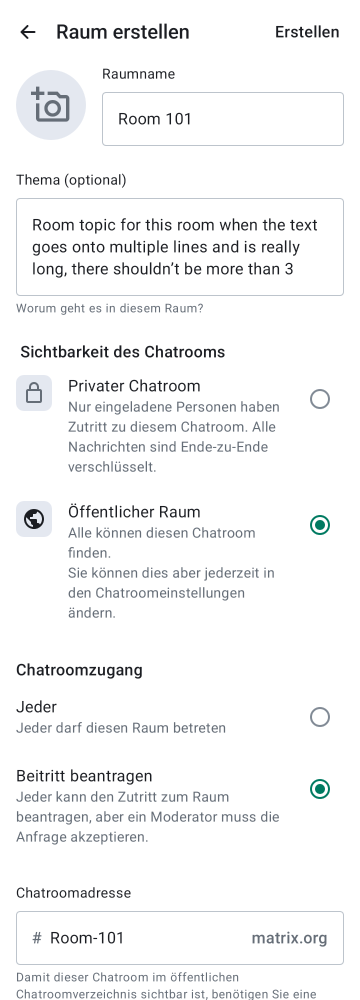 Raum erstellen
Erstellen
Raumname
Room 101
Thema (optional)
Room topic for this room when the text
goes onto multiple lines and is really
long, there shouldn’t be more than 3
Worum geht es in diesem Raum?
Sichtbarkeit des Chatrooms
Privater Chatroom
Nur eingeladene Personen haben
Zutritt zu diesem Chatroom. Alle
Nachrichten sind Ende-zu-Ende
verschlüsselt.
Öffentlicher Raum
Alle können diesen Chatroom
finden.
Sie können dies aber jederzeit in
den Chatroomeinstellungen
ändern.
Chatroomzugang
Jeder
Jeder darf diesen Raum betreten
Beitritt beantragen
Jeder kann den Zutritt zum Raum
beantragen, aber ein Moderator muss die
Anfrage akzeptieren.
Chatroomadresse
# Room-101 matrix.org
Damit dieser Chatroom im öffentlichen
Chatroomverzeichnis sichtbar ist, benötigen Sie eine